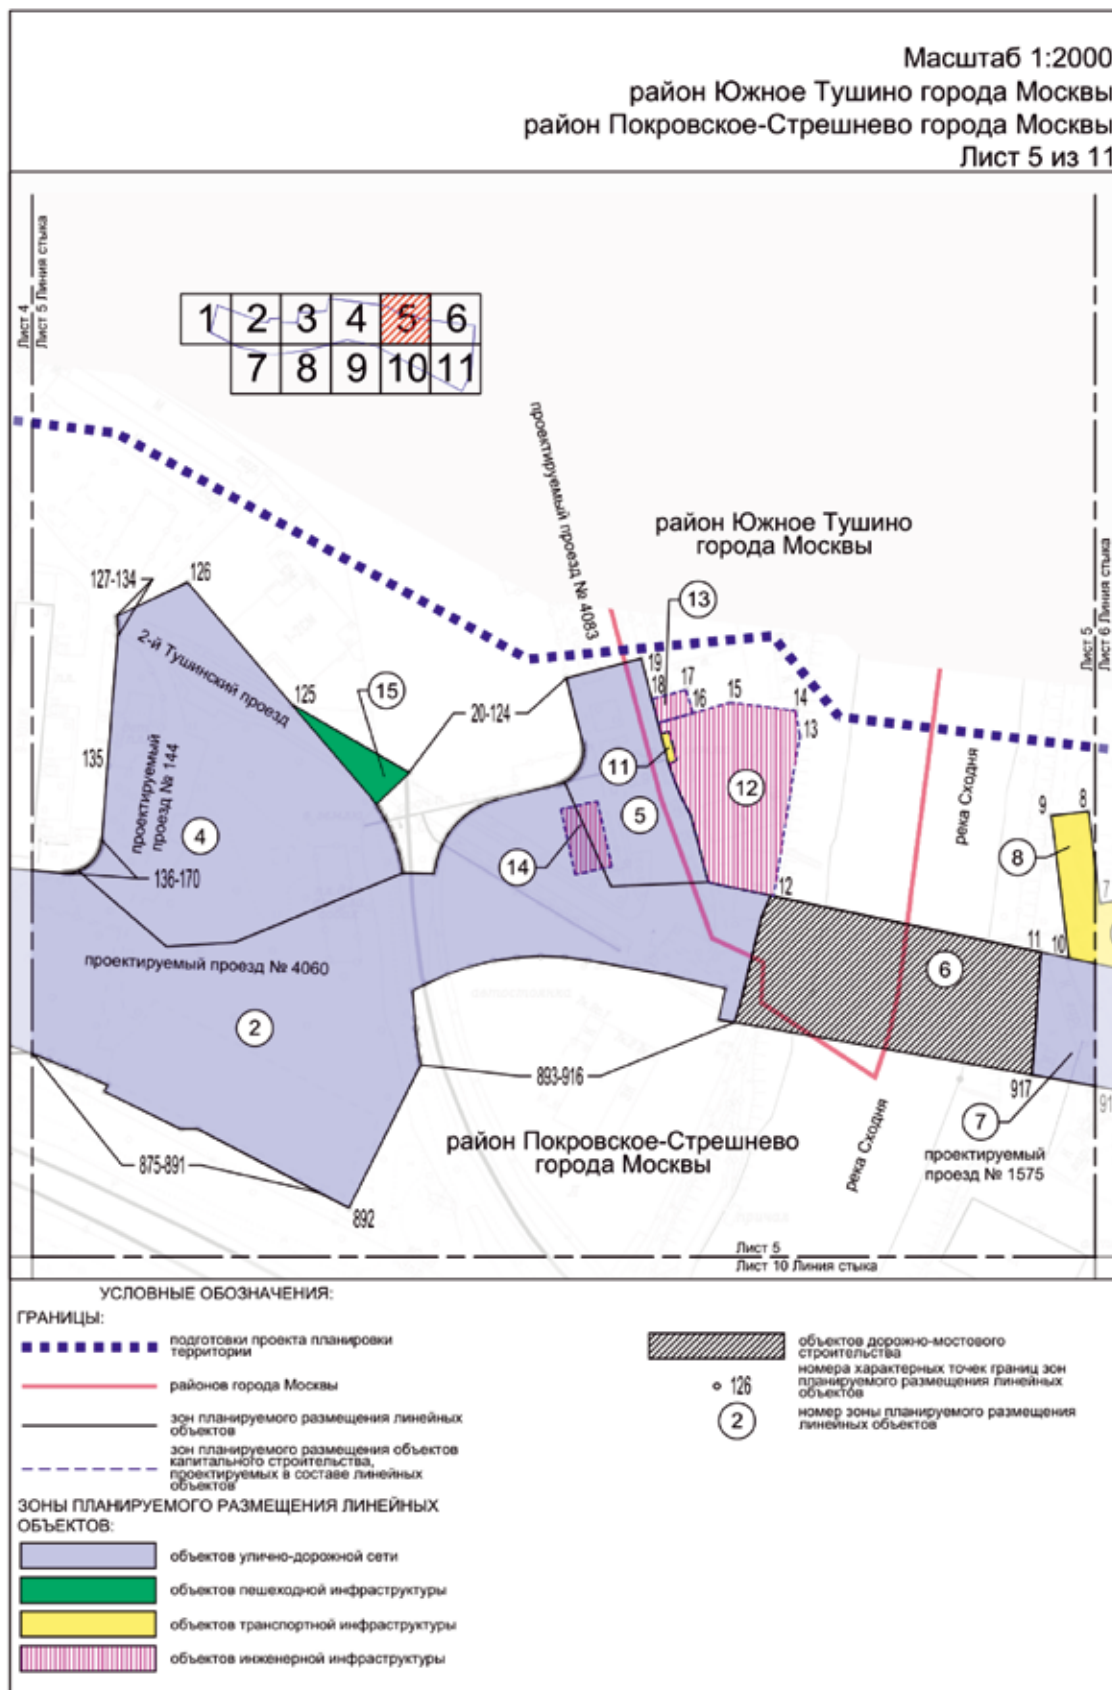 Масштаб 1:2000
район Южное Тушино города Москвы
район Покровское-Стрешнево города Москвы
Лист 5 из 11
Лист 4
Лист 5 Линия стыка
1 2 3 4 5 6
7 8 9 10 11
проектируемый проезд № 4083
район Южное Тушино
города Москвы
Лист 5
Лист 6 Линия стыка
127-134
126
13
2-й Тушинский проезд
125
15
20-124
19
18
17
16
15
14
13
135
проектируемый
проезд № 144
11
12
5
4
река Сходня
9
8
8
7
14
136-170
12
11
10
проектируемый проезд № 4060
6
2
893-916
917
91
7
875-891
район Покровское-Стрешнево
города Москвы
река Сходня
проектируемый
проезд № 1575
892
Лист 5
Лист 10 Линия стыка
УСЛОВНЫЕ ОБОЗНАЧЕНИЯ:
ГРАНИЦЫ:
подготовки проекта планировки
территории
районов города Москвы
зон планируемого размещения линейных
объектов
зон планируемого размещения объектов
капитального строительства,
проектируемых в составе линейных
объектов
ЗОНЫ ПЛАНИРУЕМОГО РАЗМЕЩЕНИЯ ЛИНЕЙНЫХ
ОБЪЕКТОВ:
объектов улично-дорожной сети
объектов пешеходной инфраструктуры
объектов транспортной инфраструктуры
объектов инженерной инфраструктуры
объектов дорожно-мостового
строительства
126
номера характерных точек границ зон
планируемого размещения линейных
объектов
2
номер зоны планируемого размещения
линейных объектов